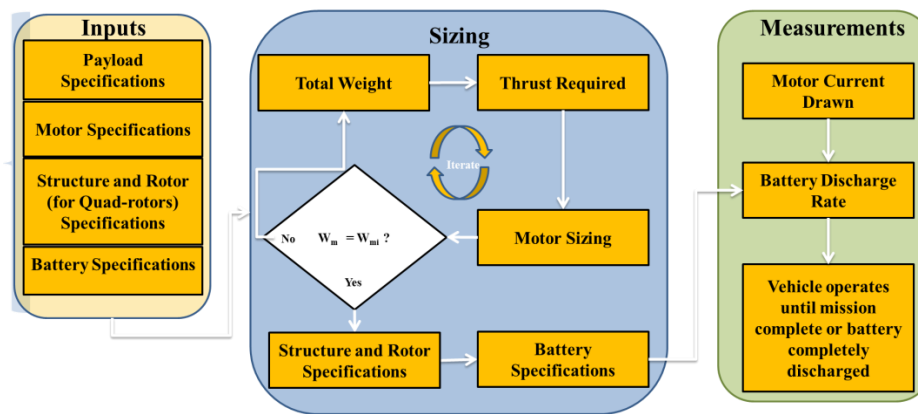 Inputs
Payload
Specifications
Motor Specifications
Structure and Rotor
(for Quad-rotors)
Specifications
Battery Specifications
Sizing
Total Weight
Thrust Required
Iterate
No
Wm = Wmi ?
Yes
Motor Sizing
Structure and Rotor
Specifications
Battery
Specifications
Measurements
Motor Current
Drawn
Battery Discharge
Rate
Vehicle operates
until mission
complete or battery
completely
discharged